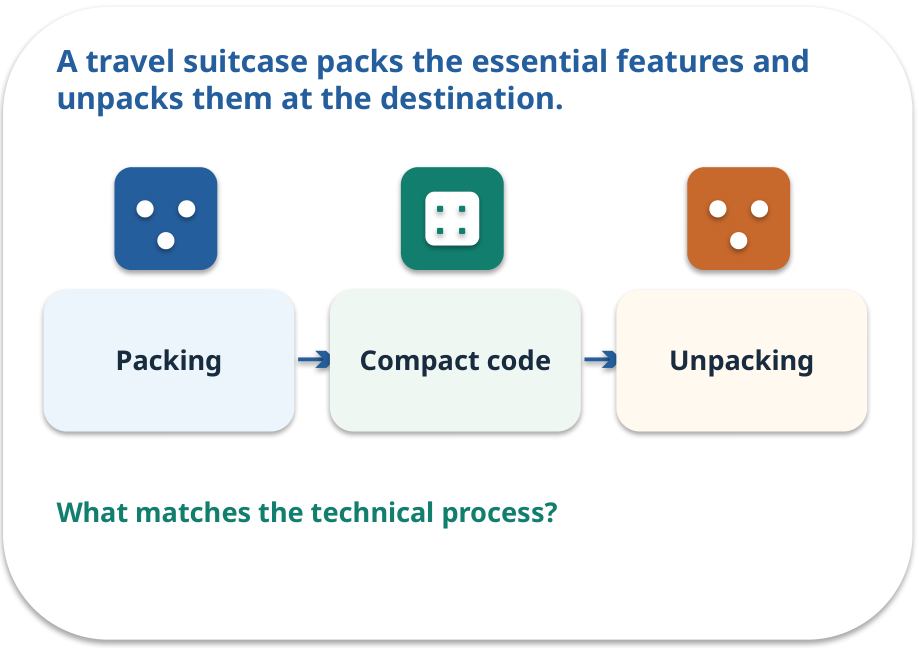 A travel suitcase packs the essential features and
unpacks them at the destination.
Packing
Compact code
Unpacking
What matches the technical process?